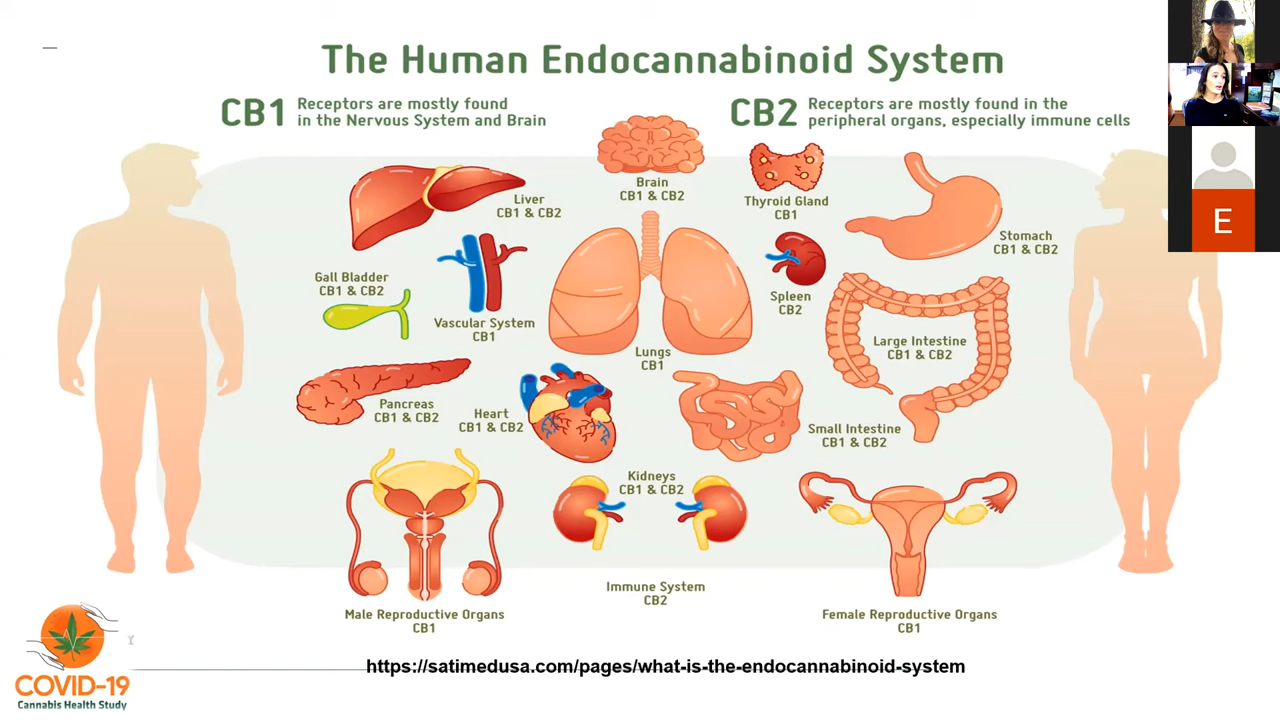 The Human Endocannabinoid System
CB1 Receptors are mostly found
in the Nervous System and Brain
CB2 Receptors are mostly found in the
peripheral organs, especially immune cells
Brain
CB1 & CB2
Liver
CB1 & CB2
Thyroid Gland
CB1
Stomach
CB1 & CB2
Gall Bladder
CB1 & CB2
Vascular System
CB1
Spleen
CB2
Lungs
CB1
Large Intestine
CB1 & CB2
Pancreas
CB1 & CB2
Heart
CB1 & CB2
Small Intestine
CB1 & CB2
Kidneys
CB1 & CB2
Immune System
CB2
Male Reproductive Organs
CB1
Female Reproductive Organs
CB1
https://satimedusa.com/pages/what-is-the-endocannabinoid-system
COVID-19
Cannabis Health Study
E